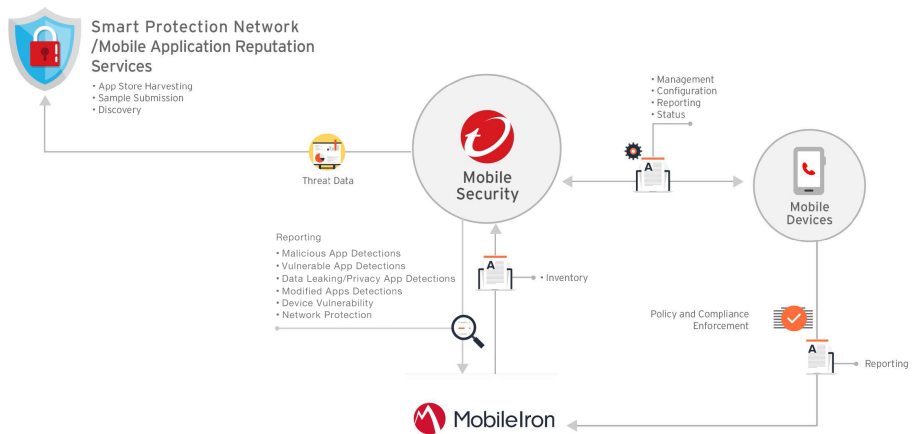 Smart Protection Network
/Mobile Application Reputation
Services
• App Store Harvesting
• Sample Submission
• Discovery
Threat Data
Mobile
Security
• Management
• Configuration
• Reporting
• Status
A
Mobile
Devices
Reporting
• Malicious App Detections
• Vulnerable App Detections
• Data Leaking/Privacy App Detections
• Modified Apps Detections
• Device Vulnerability
• Network Protection
A
• Inventory
Policy and Compliance
Enforcement
A
Reporting
MobileIron